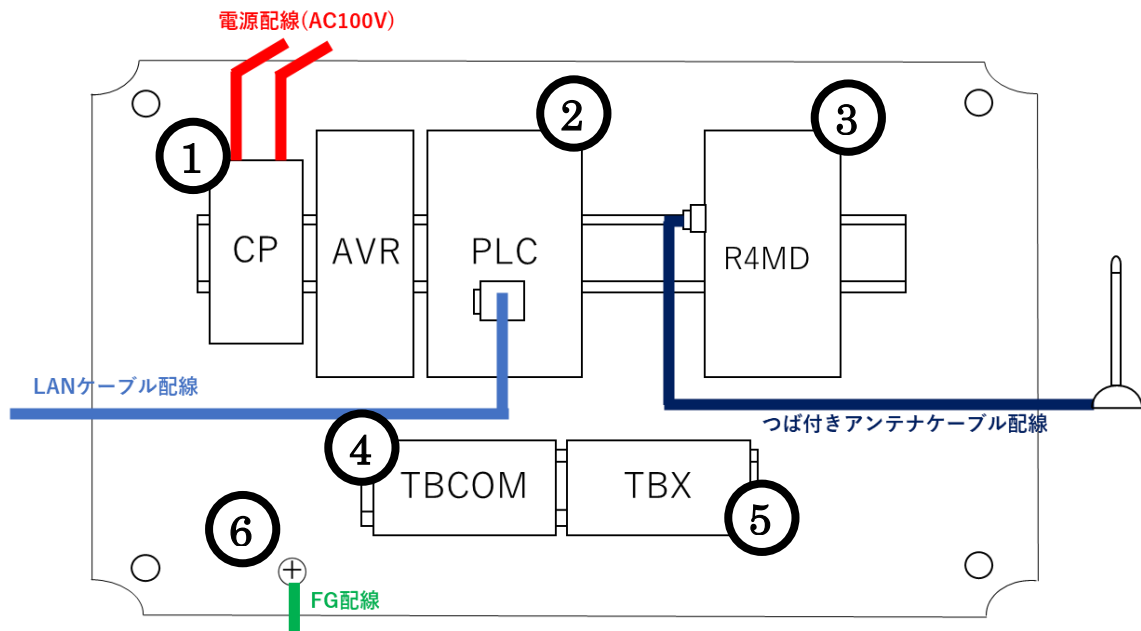 電源配線(AC100V)
1
2
3
CP
AVR
PLC
R4MD
LANケーブル配線
つば付きアンテナケーブル配線
4
TBCOM
TBX
5
6
FG配線